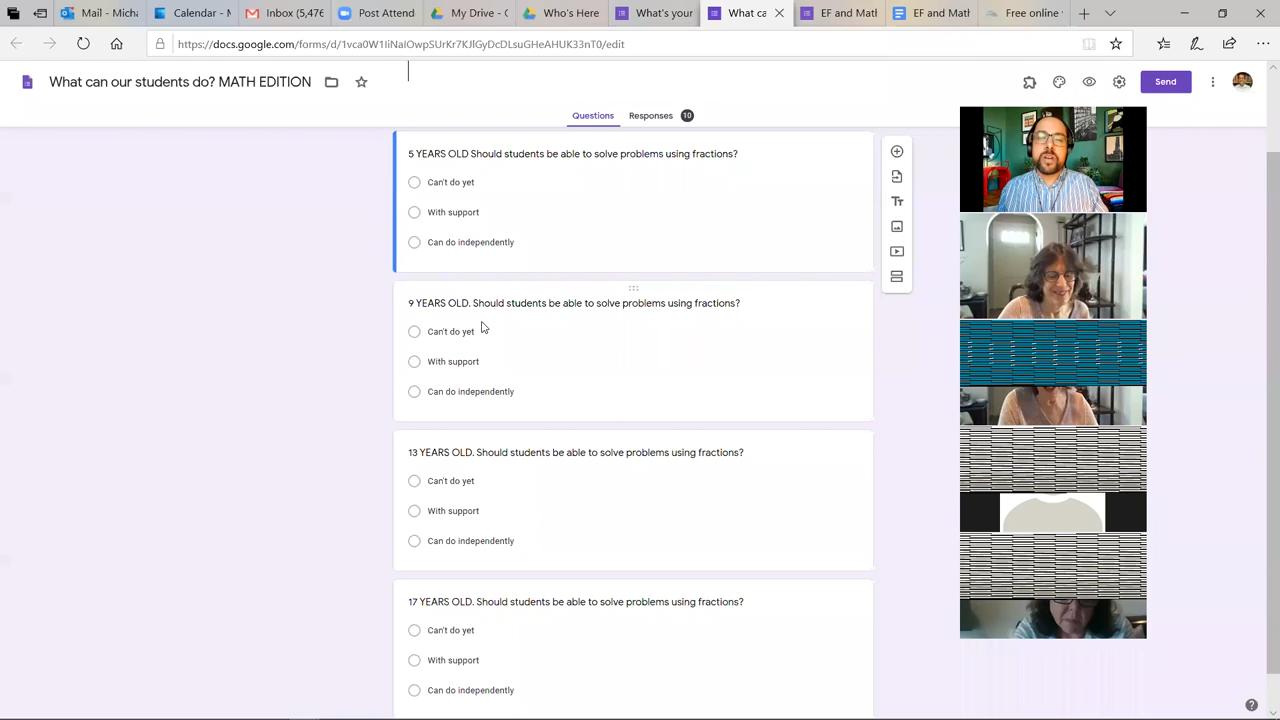 Mail - Micha
Calendar - M
Inbox (5,476
Post Attend
My Drive - G
Who's Here
What's your
What ca
EF and Mat
EF and Mat
Free online
https://docs.google.com/forms/d/1vca0W1IiNaIOwpSUrKr7KJlGyDcDLsuGHeAHUK33nT0/edit
What can our students do? MATH EDITION
Send
Questions
Responses
10
5 YEARS OLD Should students be able to solve problems using fractions?
Can't do yet
With support
Can do independently
9 YEARS OLD. Should students be able to solve problems using fractions?
Can't do yet
With support
Can do independently
13 YEARS OLD. Should students be able to solve problems using fractions?
Can't do yet
With support
Can do independently
17 YEARS OLD. Should students be able to solve problems using fractions?
Can't do yet
With support
Can do independently